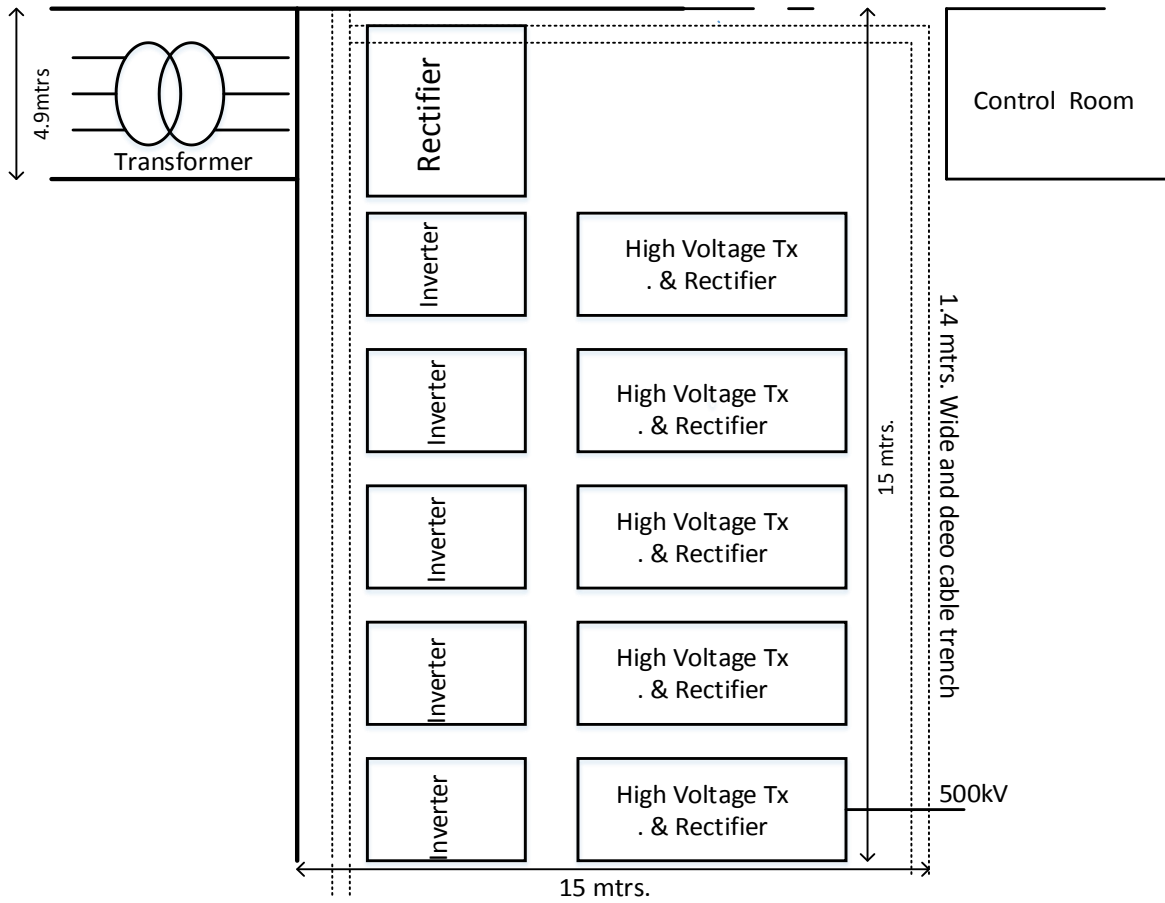 4.9mtrs
Transformer
Rectifier
Control Room
Inverter
High Voltage Tx
. & Rectifier
Inverter
High Voltage Tx
. & Rectifier
Inverter
High Voltage Tx
. & Rectifier
Inverter
High Voltage Tx
. & Rectifier
Inverter
High Voltage Tx
. & Rectifier
15 mtrs.
1.4 mtrs. Wide and deeo cable trench
500kV
15 mtrs.